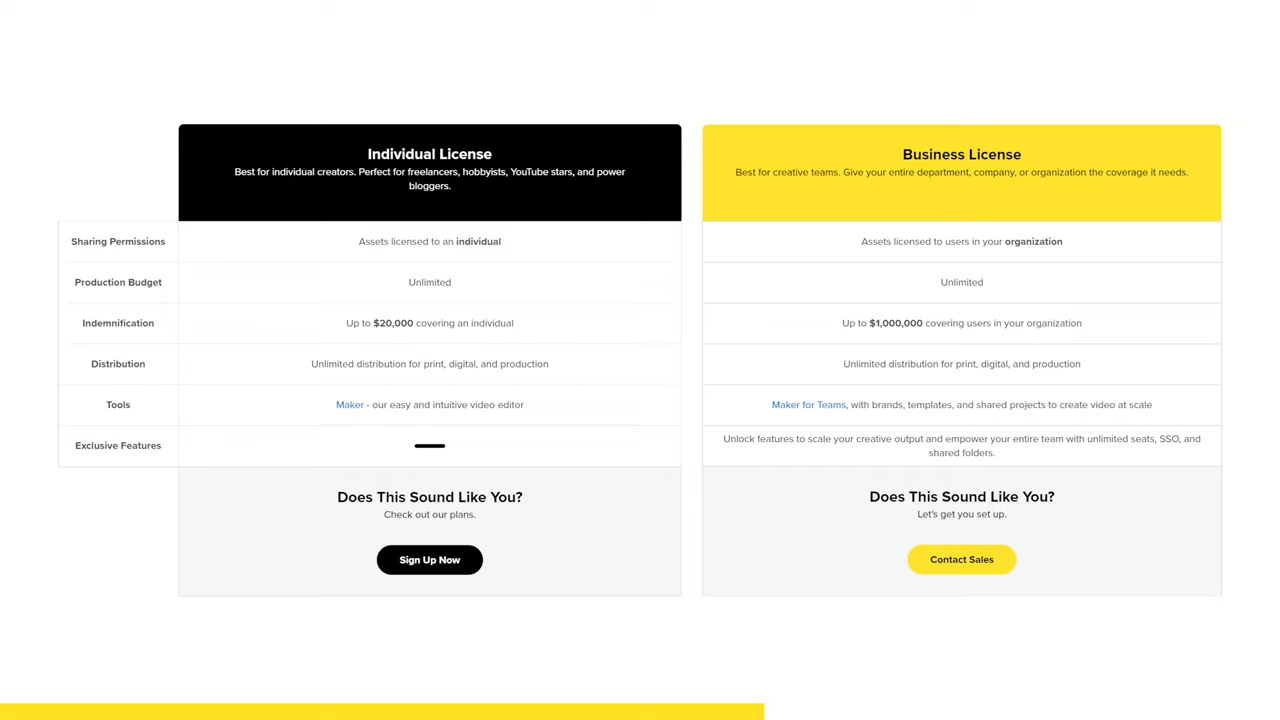 Individual License
Best for individual creators. Perfect for freelancers, hobbyists, YouTube stars, and power
bloggers.
Business License
Best for creative teams. Give your entire department, company, or organization the coverage it needs.
Sharing Permissions
Assets licensed to an individual
Assets licensed to users in your organization
Production Budget
Unlimited
Unlimited
Indemnification
Up to $20,000 covering an individual
Up to $1,000,000 covering users in your organization
Distribution
Unlimited distribution for print, digital, and production
Unlimited distribution for print, digital, and production
Tools
Maker - our easy and intuitive video editor
Maker for Teams, with brands, templates, and shared projects to create video at scale
Exclusive Features
Unlock features to scale your creative output and empower your entire team with unlimited seats, SSO, and
shared folders.
Does This Sound Like You?
Check out our plans.
Sign Up Now
Does This Sound Like You?
Let's get you set up.
Contact Sales